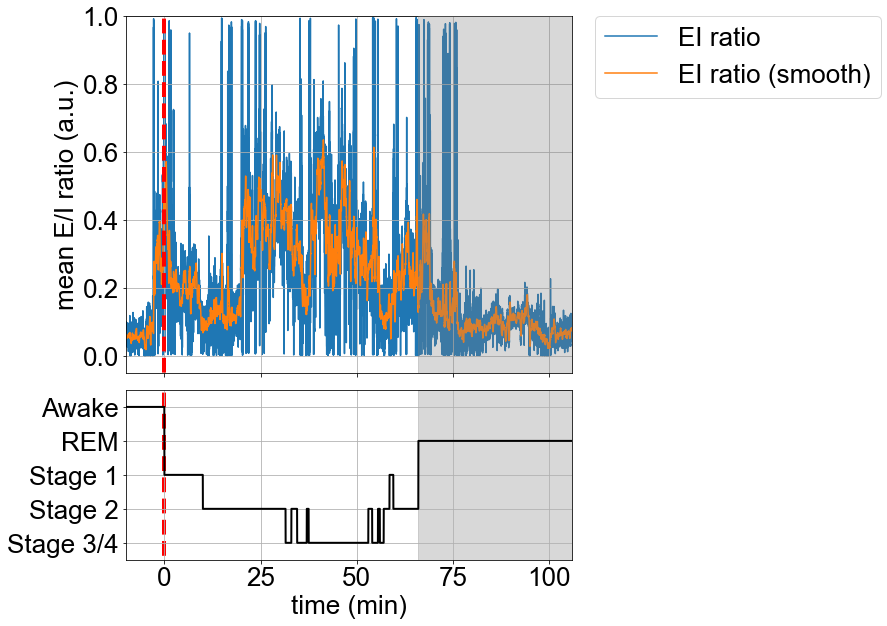 1.0
0.8
0.6
0.4
0.2
0.0
mean E/I ratio (a.u.)
EI ratio
EI ratio (smooth)
Awake
REM
Stage 1
Stage 2
Stage 3/4
0 25 50 75 100
time (min)